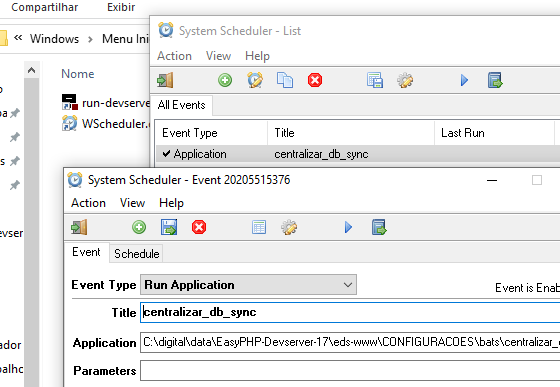 Compartilhar Exibir
« Windows › Menu Ini
Nome
run-devserve
WScheduler.
System Scheduler - List
Action View Help
All Events
Event Type Title Last Run
Application centralizar_db_sync
System Scheduler - Event 20205515376
Action View Help
Event Schedule
Event Type Run Application Event is Enab
Title centralizar_db_sync
Application C:\digital\data\EasyPHP-Devserver-17\eds-www\CONFIGURACOES\bats\centralizar_
Parameters
pa
s
evser
ador
balho